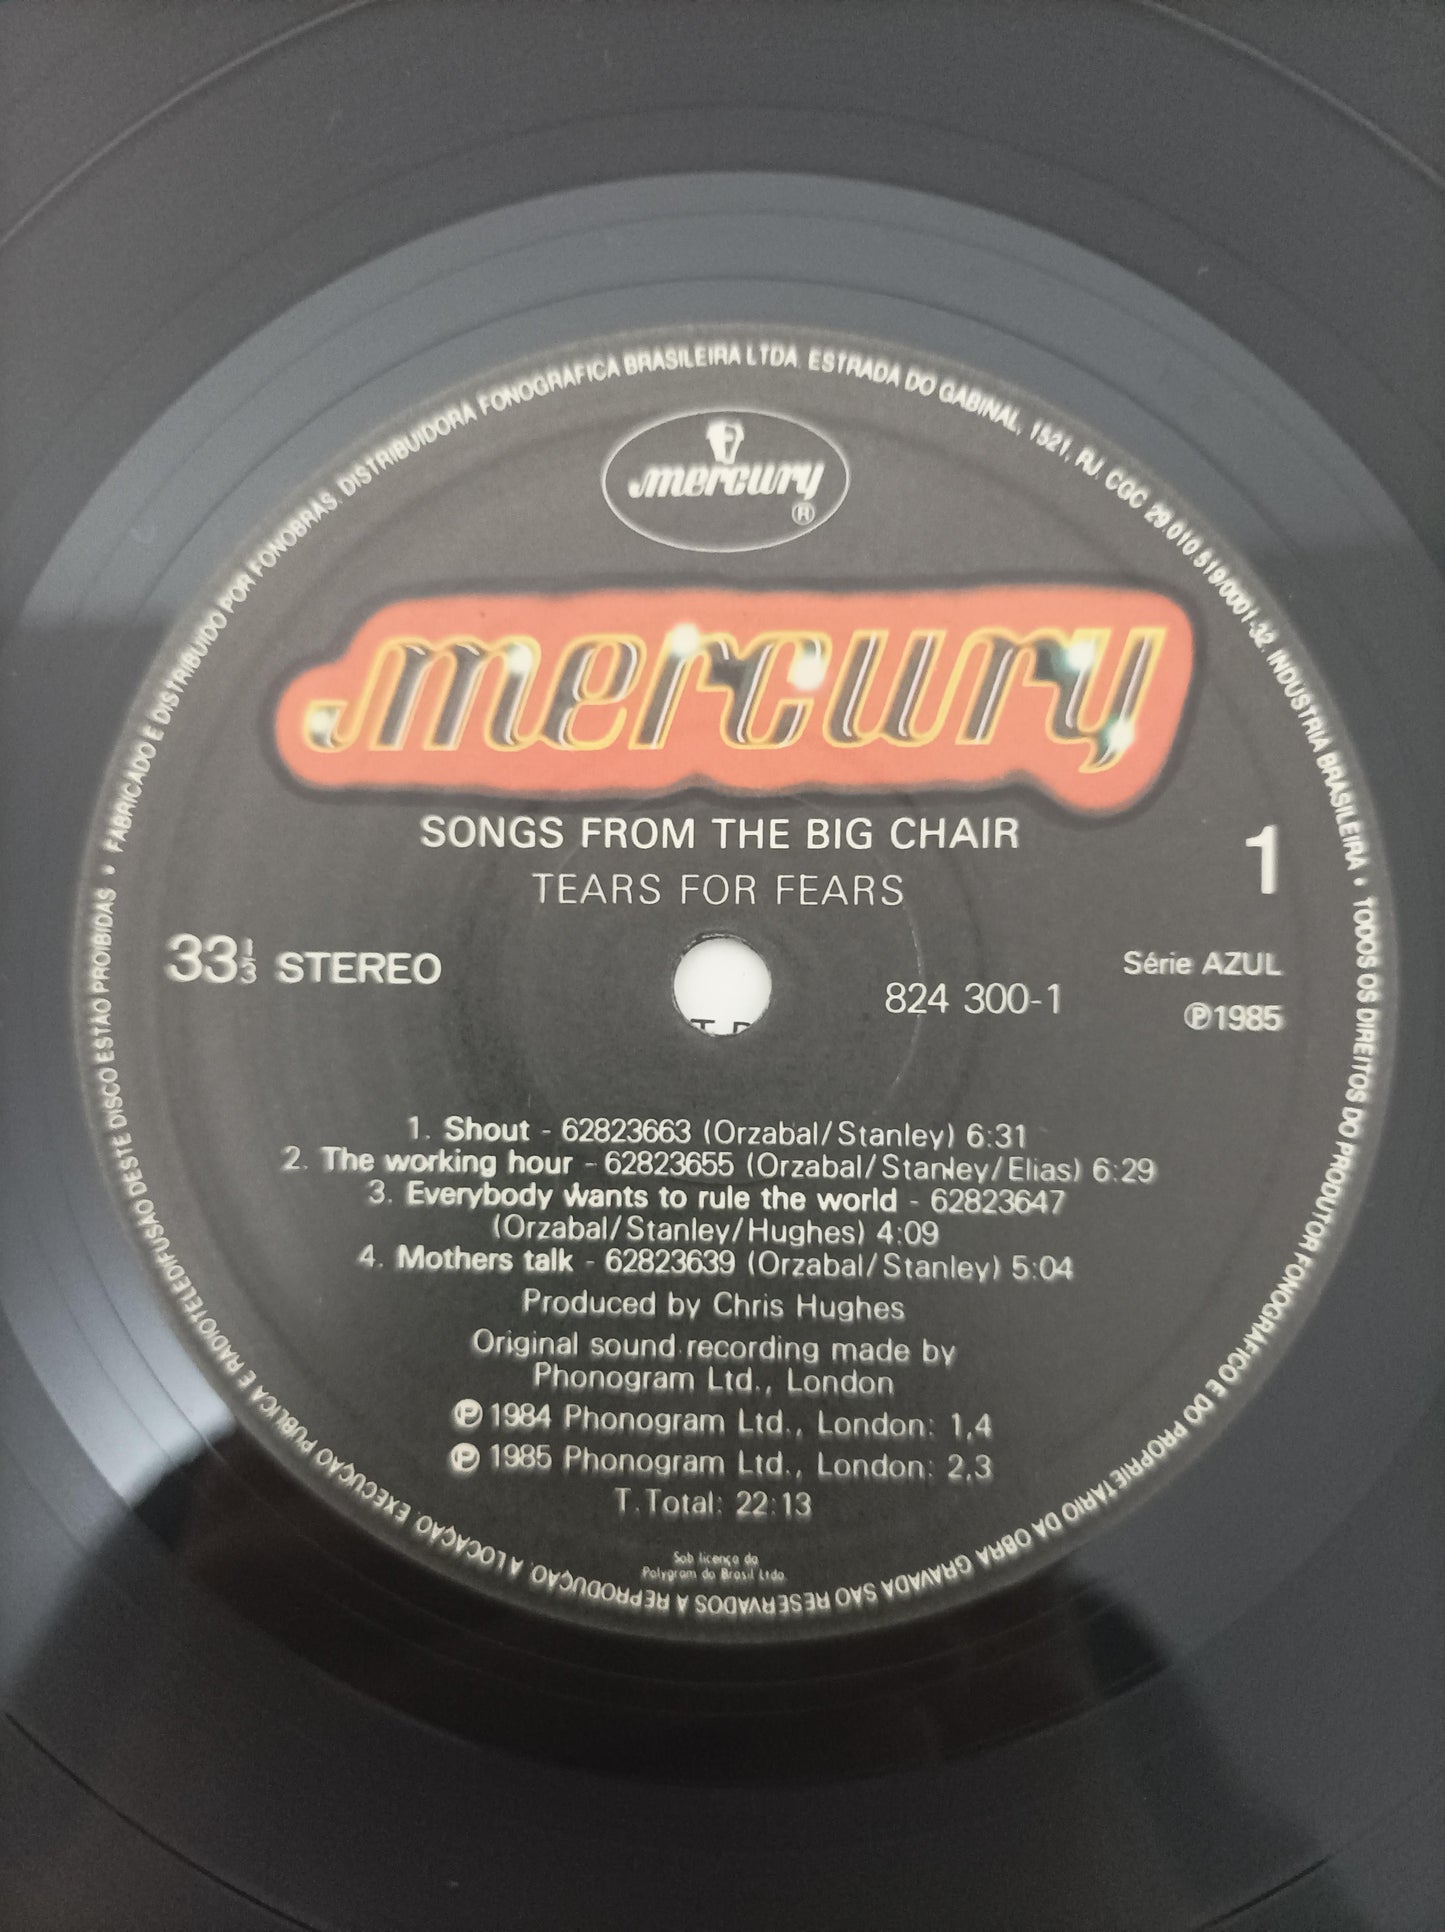 • FABRICADO E DISTRIBUIDO POR FONOBRAS. DISTRIBUIDORA FONOGRAFICA BRASILEIRA LTDA. ESTRADA DO GABINAL, 1521, RJ. CGC 29 010 519/0001-32. INDUSTRIA BRASILEIRA • TODOS OS DIREITOS DO PRODUTOR FONOGRAFICO E DO PROPRIETARIO DA OBRA GRAVADA SAO RESERVADOS A REPRODUÇAO. A LOCAÇAO. EXECUÇAO PUBLICA E RADIOTELEDIFUSAO DESTE DISCO ESTAO PROIBIDAS
mercury
®
mercury
SONGS FROM THE BIG CHAIR
TEARS FOR FEARS
1
33 1/3 STEREO
824 300-1
Série AZUL
℗1985
1. Shout - 62823663 (Orzabal/Stanley) 6:31
2. The working hour - 62823655 (Orzabal/Stanley/Elias) 6:29
3. Everybody wants to rule the world - 62823647
(Orzabal/Stanley/Hughes) 4:09
4. Mothers talk - 62823639 (Orzabal/Stanley) 5:04
Produced by Chris Hughes
Original sound recording made by
Phonogram Ltd., London
℗ 1984 Phonogram Ltd., London: 1,4
℗ 1985 Phonogram Ltd., London: 2,3
T.Total: 22:13
Sob licença da
Polygram do Brasil Ltda.